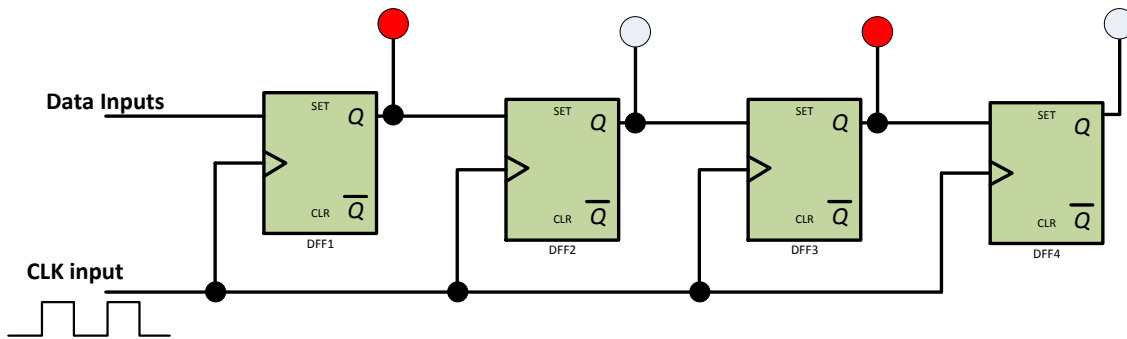 Data Inputs
SET
Q
CLR
Q
DFF1
SET
Q
CLR
Q
DFF2
SET
Q
CLR
Q
DFF3
SET
Q
CLR
Q
DFF4
CLK input